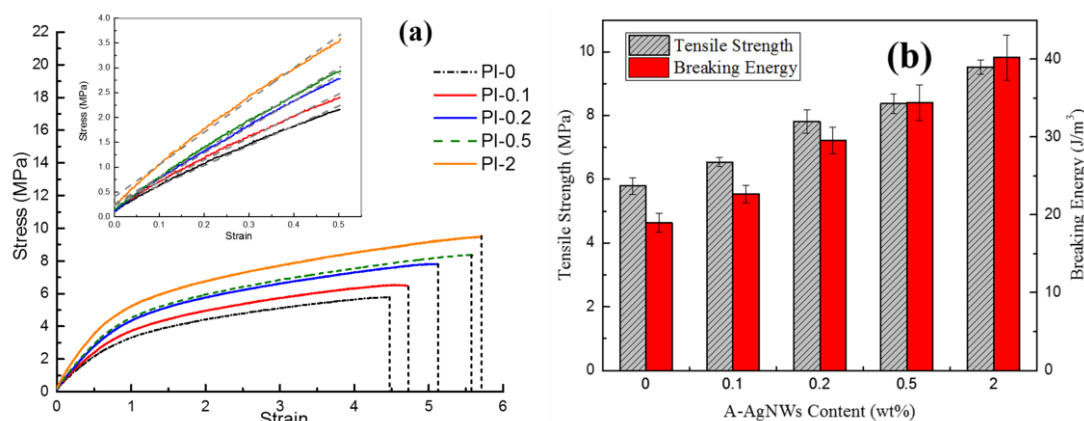 (a)
4.0
3.5
3.0
2.5
2.0
1.5
1.0
0.5
0.0
Stress (MPa)
0.0 0.1 0.2 0.3 0.4 0.5 0.6
Strain
PI-0
PI-0.1
PI-0.2
PI-0.5
PI-2
22
20
18
16
14
12
10
8
6
4
2
0
Stress (MPa)
0 1 2 3 4 5 6
Strain
(b)
Tensile Strength
Breaking Energy
10
8
6
4
2
0
Tensile Strength (MPa)
40
30
20
10
0
Breaking Energy (J/m³)
0 0.1 0.2 0.5 2
A-AgNWs Content (wt%)